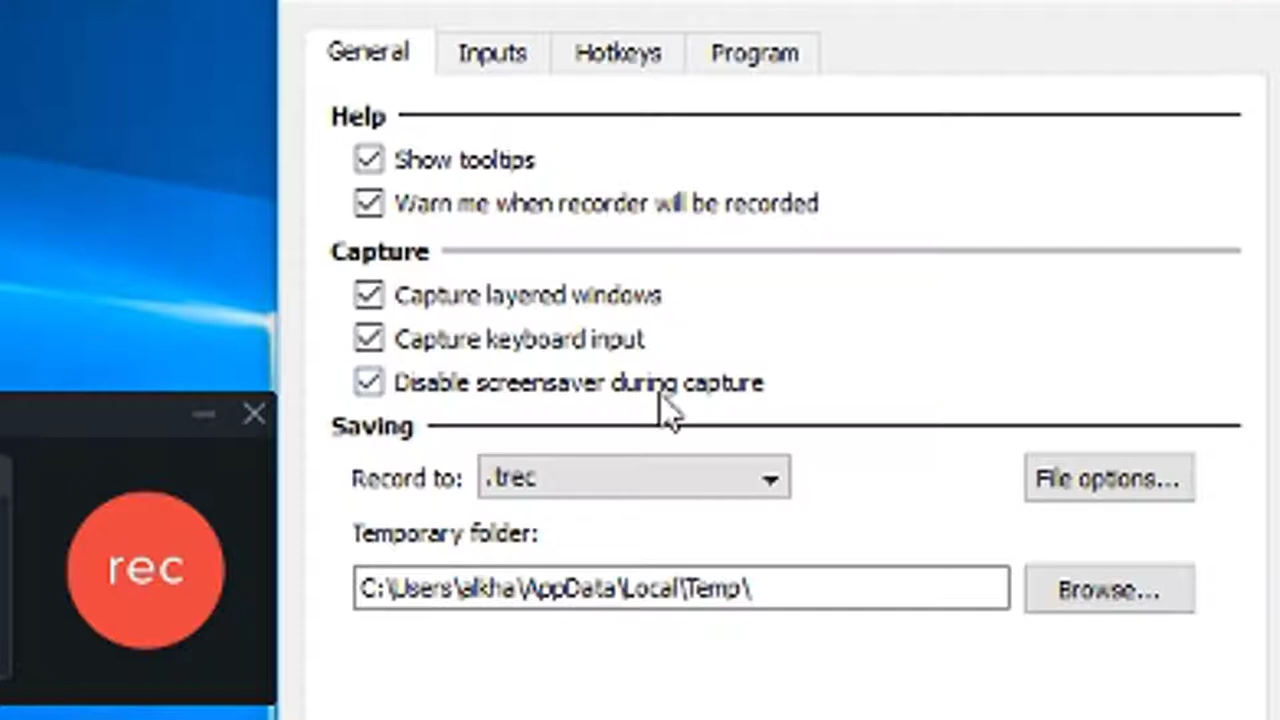 General Inputs Hotkeys Program
Help
Show tooltips
Warn me when recorder will be recorded
Capture
Capture layered windows
Capture keyboard input
Disable screensaver during capture
Saving
Record to: .trec File options...
Temporary folder:
C:\Users\alkha\AppData\Local\Temp\ Browse...
rec